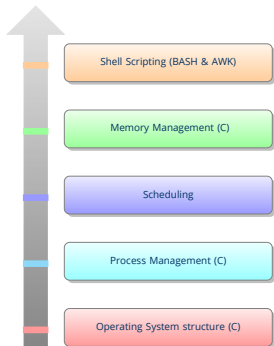 Shell Scripting (BASH & AWK)
Memory Management (C)
Scheduling
Process Management (C)
Operating System structure (C)